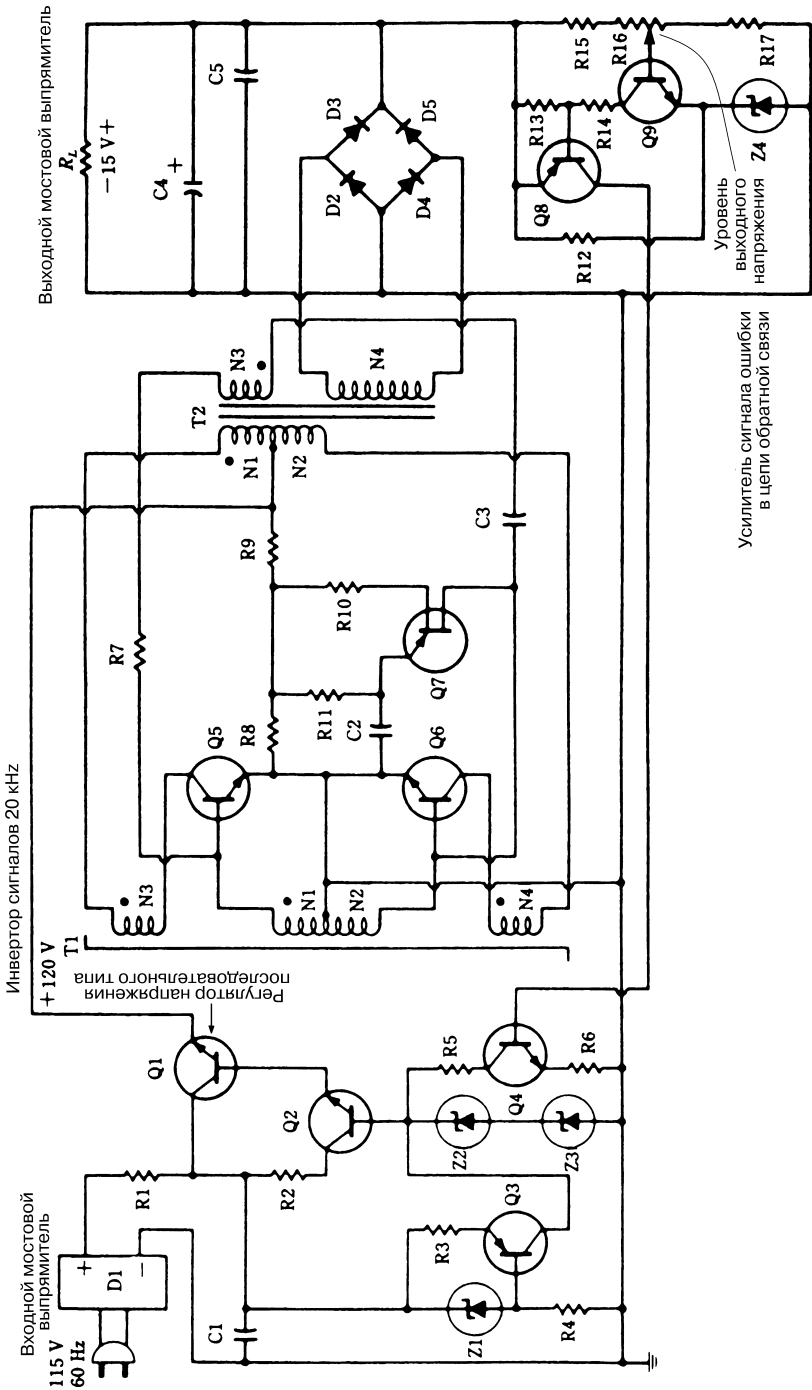 Входной мостовой
выпрямитель
115 V
60 Hz
+
−
D1
R1
C1
R2
Q1
Q2
R3
Q3
Z1
R4
Z2
Z3
R5
Q4
R6
Регулятор напряжения
последовательного типа
+120 V
Инвертор сигналов 20 kHz
T1
N3
N1
N2
N4
Q5
R7
R8
R9
R11
R10
C2
Q6
Q7
C3
T2
N1
N2
N3
N4
Выходной мостовой выпрямитель
R_L
−15 V+
C4
+
C5
D2
D3
D4
D5
R12
Q8
R13
R14
Q9
R15
R16
R17
Z4
Уровень
выходного
напряжения
Усилитель сигнала ошибки
в цепи обратной связи